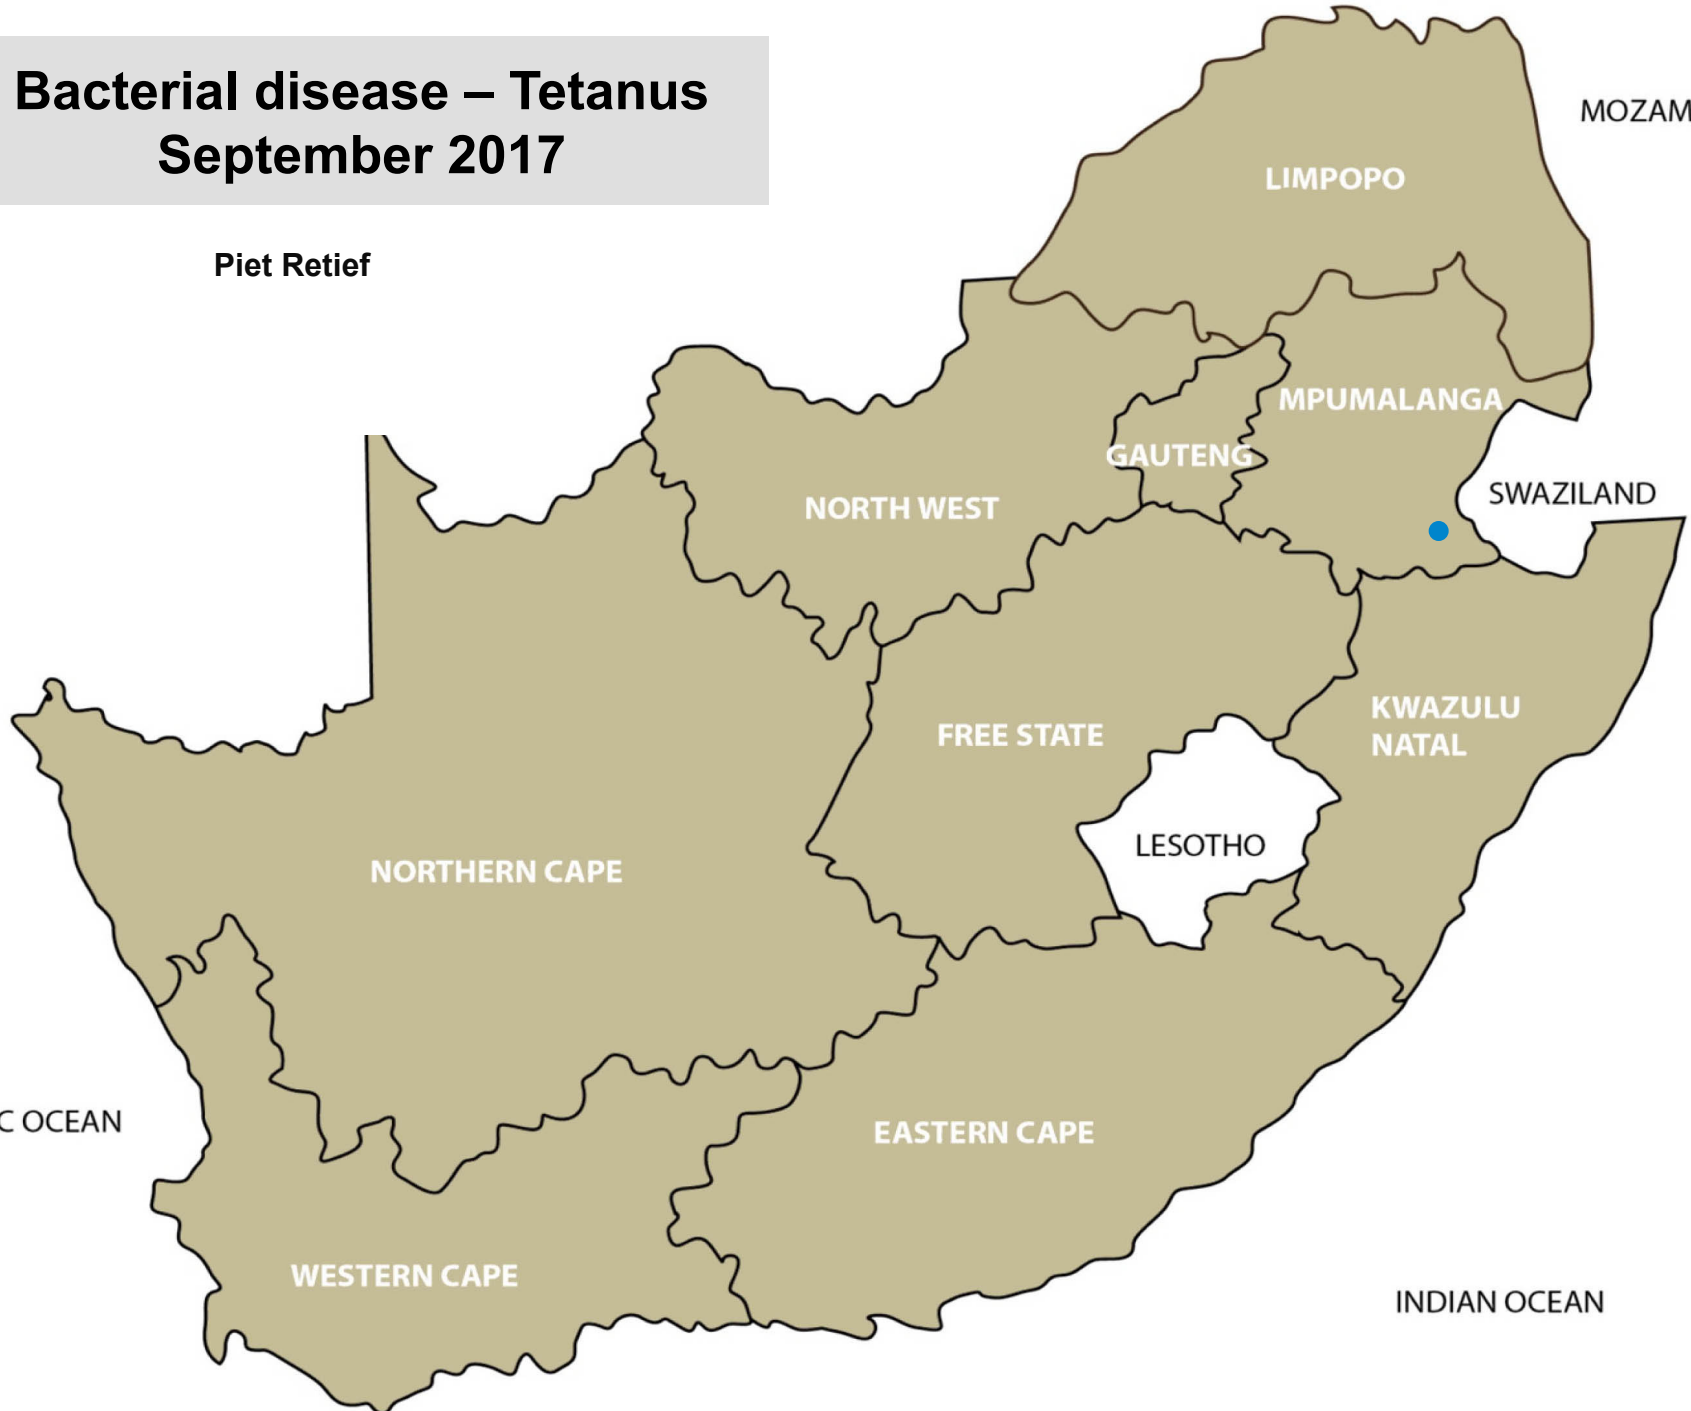 Bacterial disease – Tetanus
September 2017
Piet Retief
MOZAM
LIMPOPO
MPUMALANGA
GAUTENG
SWAZILAND
NORTH WEST
KWAZULU
NATAL
FREE STATE
LESOTHO
NORTHERN CAPE
C OCEAN
EASTERN CAPE
WESTERN CAPE
INDIAN OCEAN